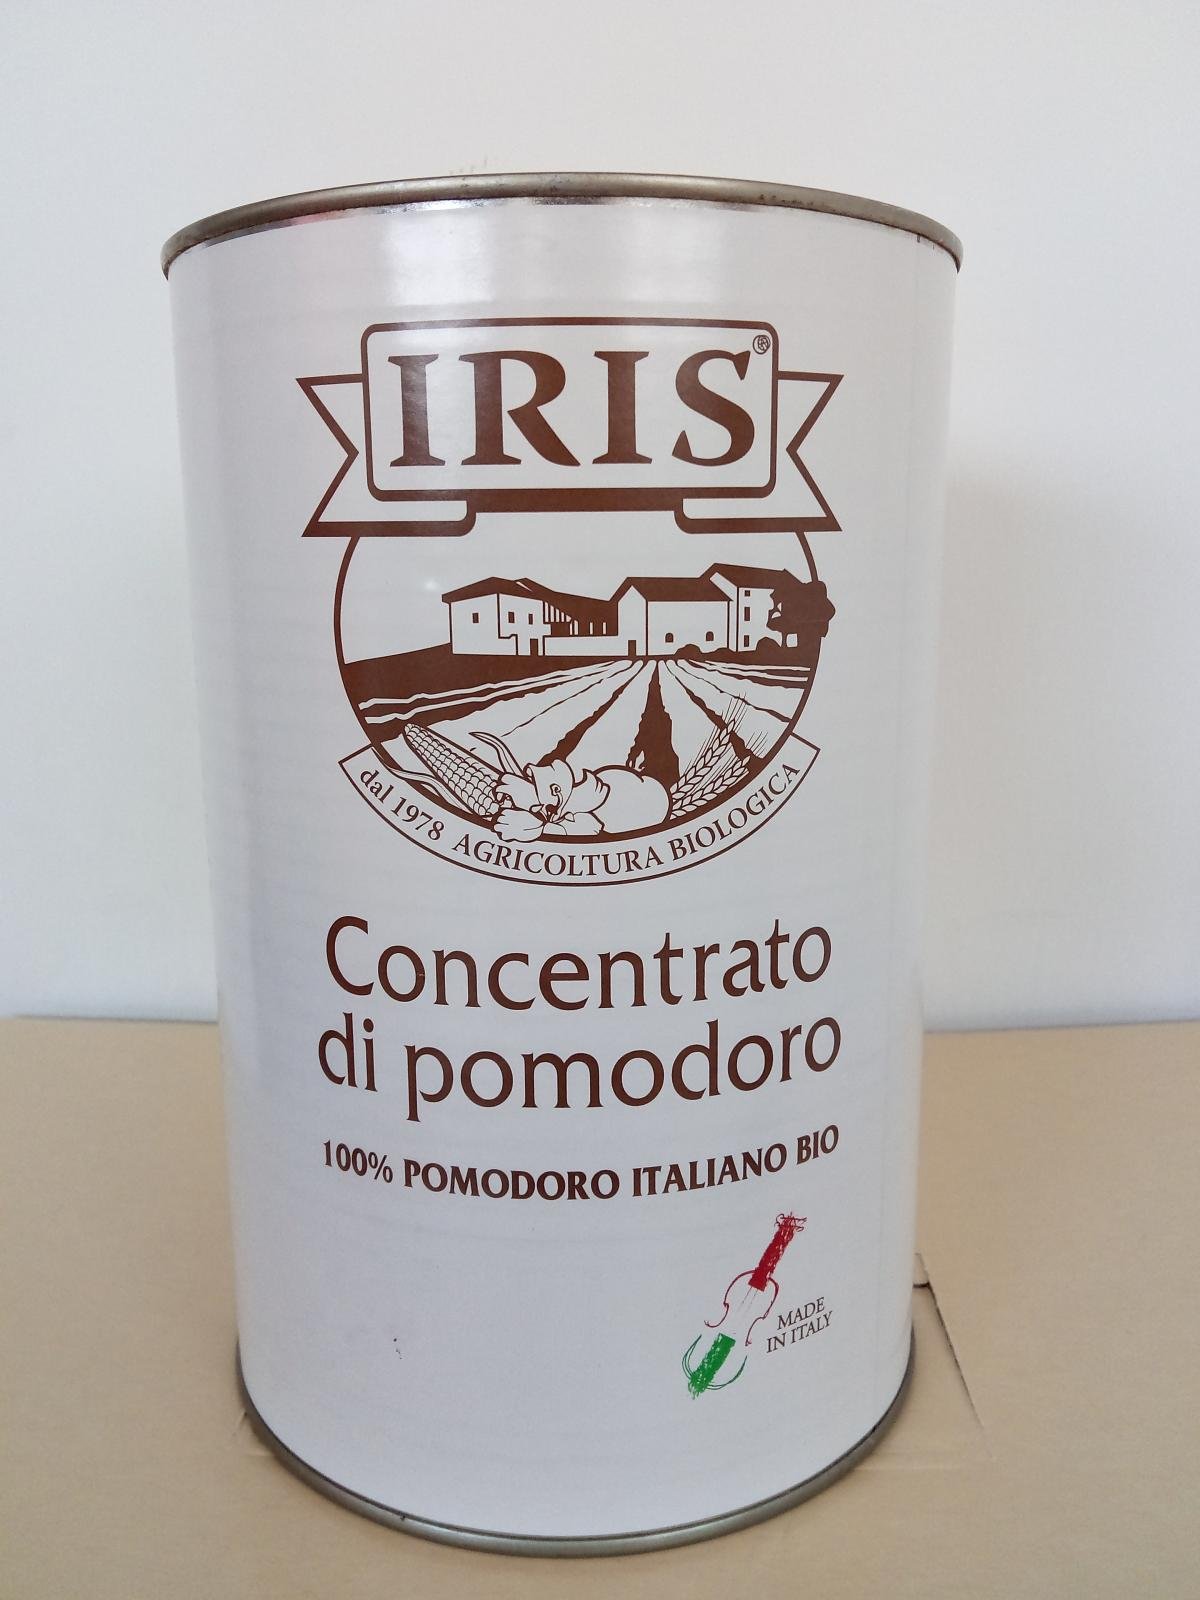 IRIS®
dal 1978 AGRICOLTURA BIOLOGICA
Concentrato
di pomodoro
100% POMODORO ITALIANO BIO
MADE
IN ITALY